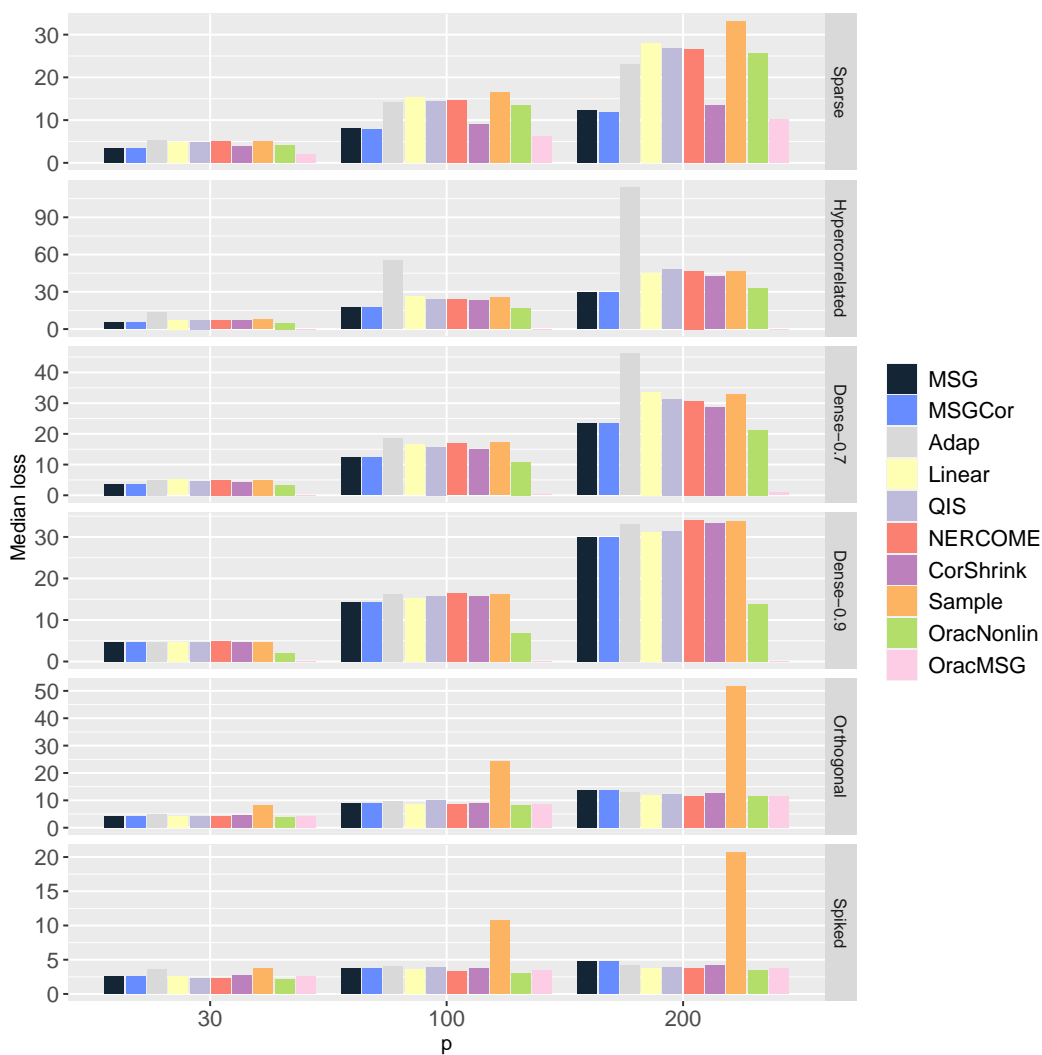 30
20
10
0
Sparse
90
60
30
0
Hypercorrelated
40
30
20
10
0
Dense−0.7
30
20
10
0
Dense−0.9
50
40
30
20
10
0
Orthogonal
20
15
10
5
0
Spiked
30
100
200
p
Median loss
MSG
MSGCor
Adap
Linear
QIS
NERCOME
CorShrink
Sample
OracNonlin
OracMSG